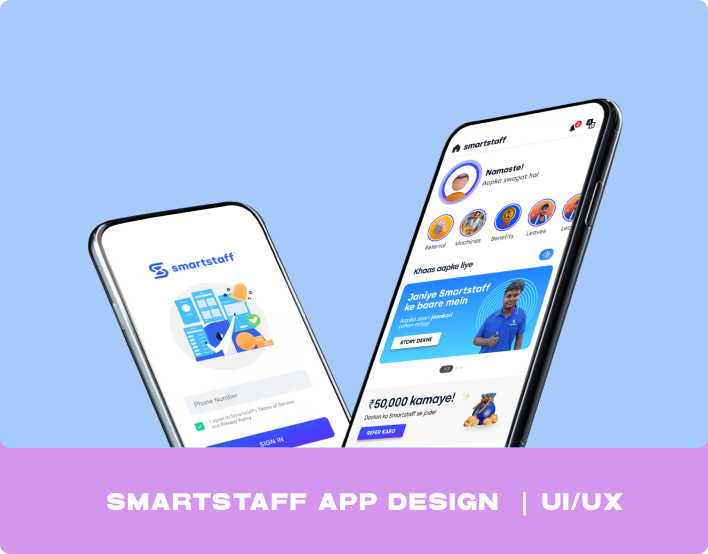 smartstaff
Namaste!
Aapka swagat hai
Referral
Machines
Benefits
Leaves
Khaas aapke liye
Janiye Smartstaff
ke baare mein
Aapko saari jaankari
yahan milegi
STORY DEKHE
1/3
₹50,000 kamaye!
Doston ko Smartstaff se jode!
REFER KARO
smartstaff
Phone Number
I agree to Smartstaff's Terms of Service
and Privacy Policy
SIGN IN
SMARTSTAFF APP DESIGN | UI/UX